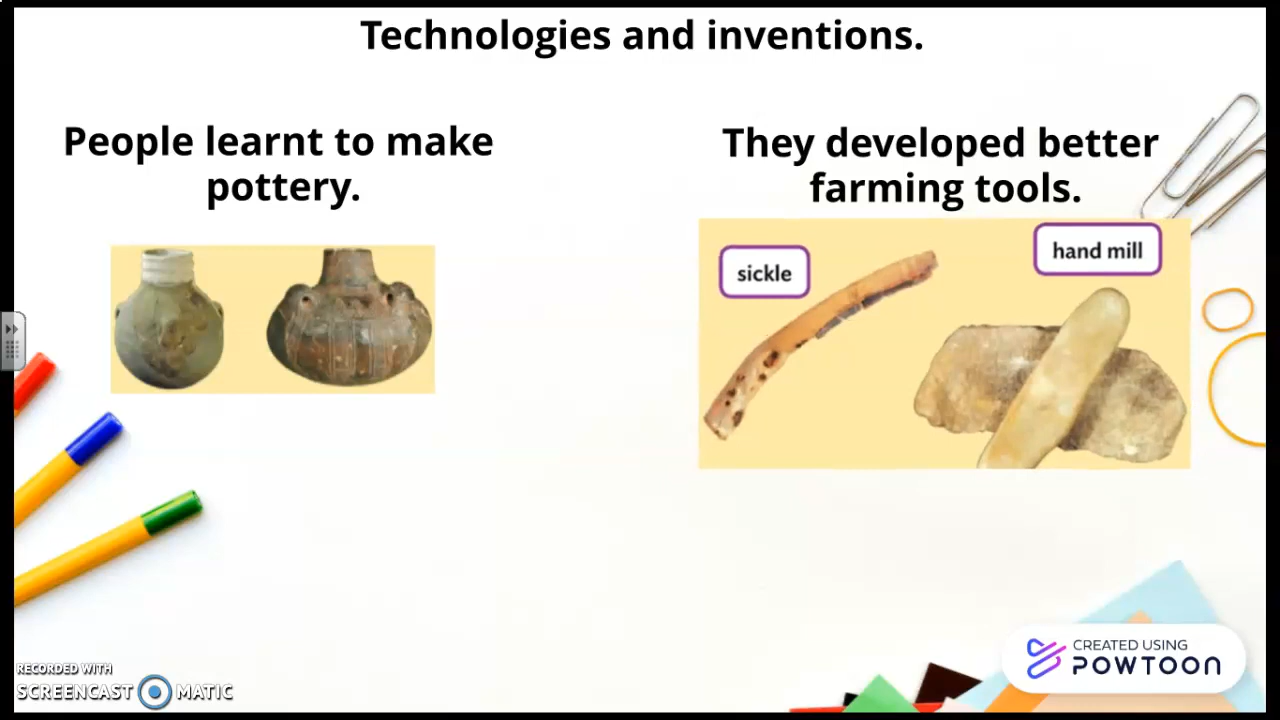 Technologies and inventions.
People learnt to make
pottery.
They developed better
farming tools.
sickle
hand mill
CREATED USING
POWTOON
RECORDED WITH
SCREENCAST MATIC